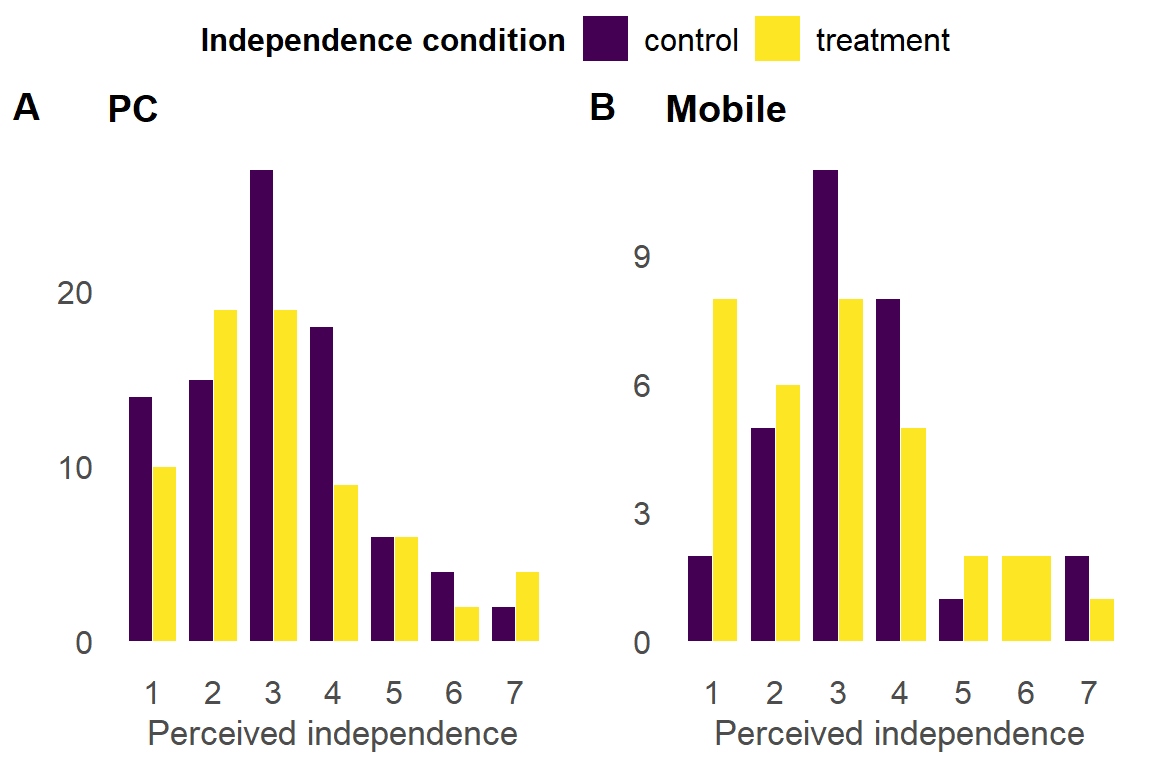 Independence condition control treatment
A PC
B Mobile
20
10
0
1 2 3 4 5 6 7
Perceived independence
9
6
3
0
1 2 3 4 5 6 7
Perceived independence